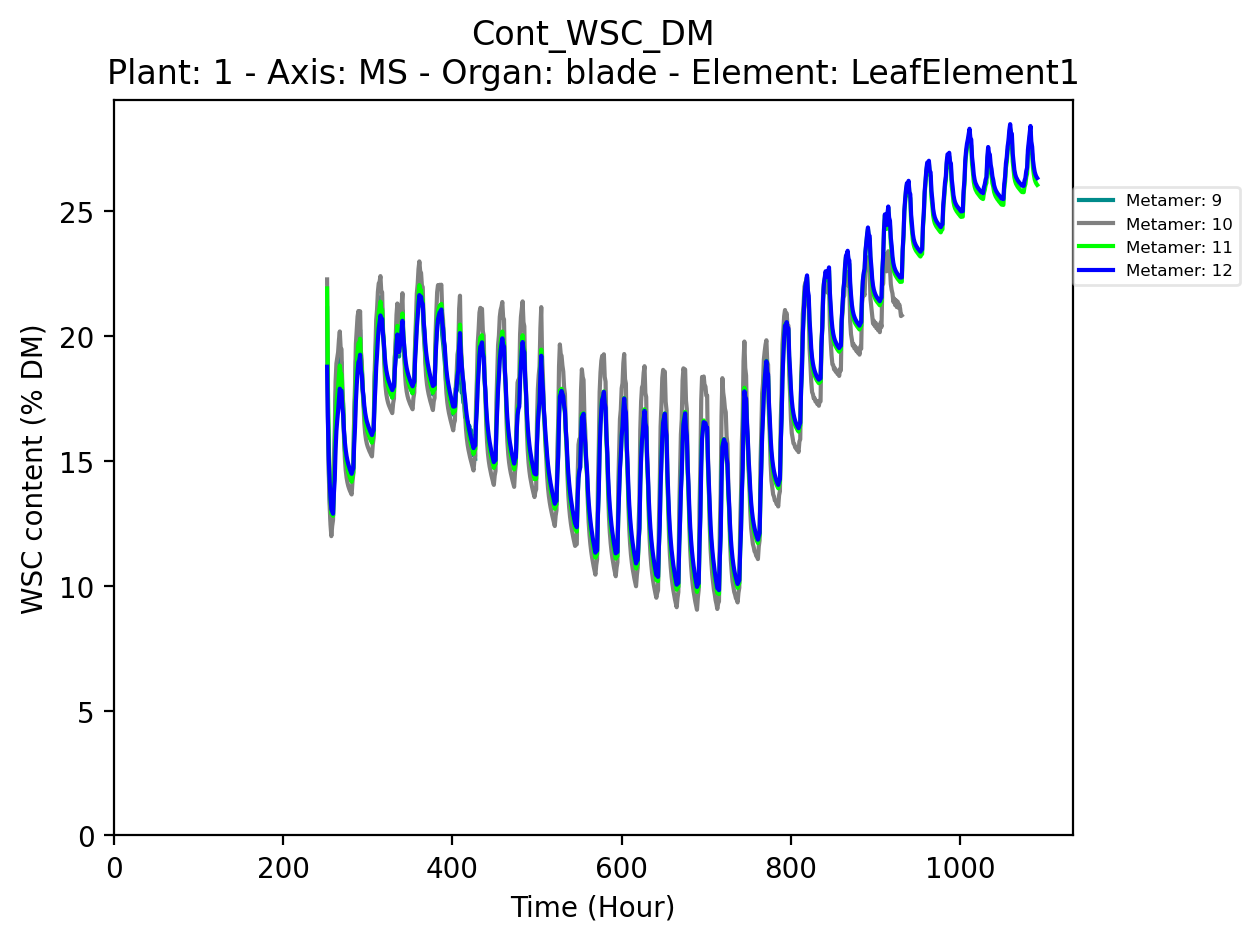 Cont_WSC_DM
Plant: 1 - Axis: MS - Organ: blade - Element: LeafElement1
WSC content (% DM)
25
20
15
10
5
0
0 200 400 600 800 1000
Time (Hour)
Metamer: 9
Metamer: 10
Metamer: 11
Metamer: 12